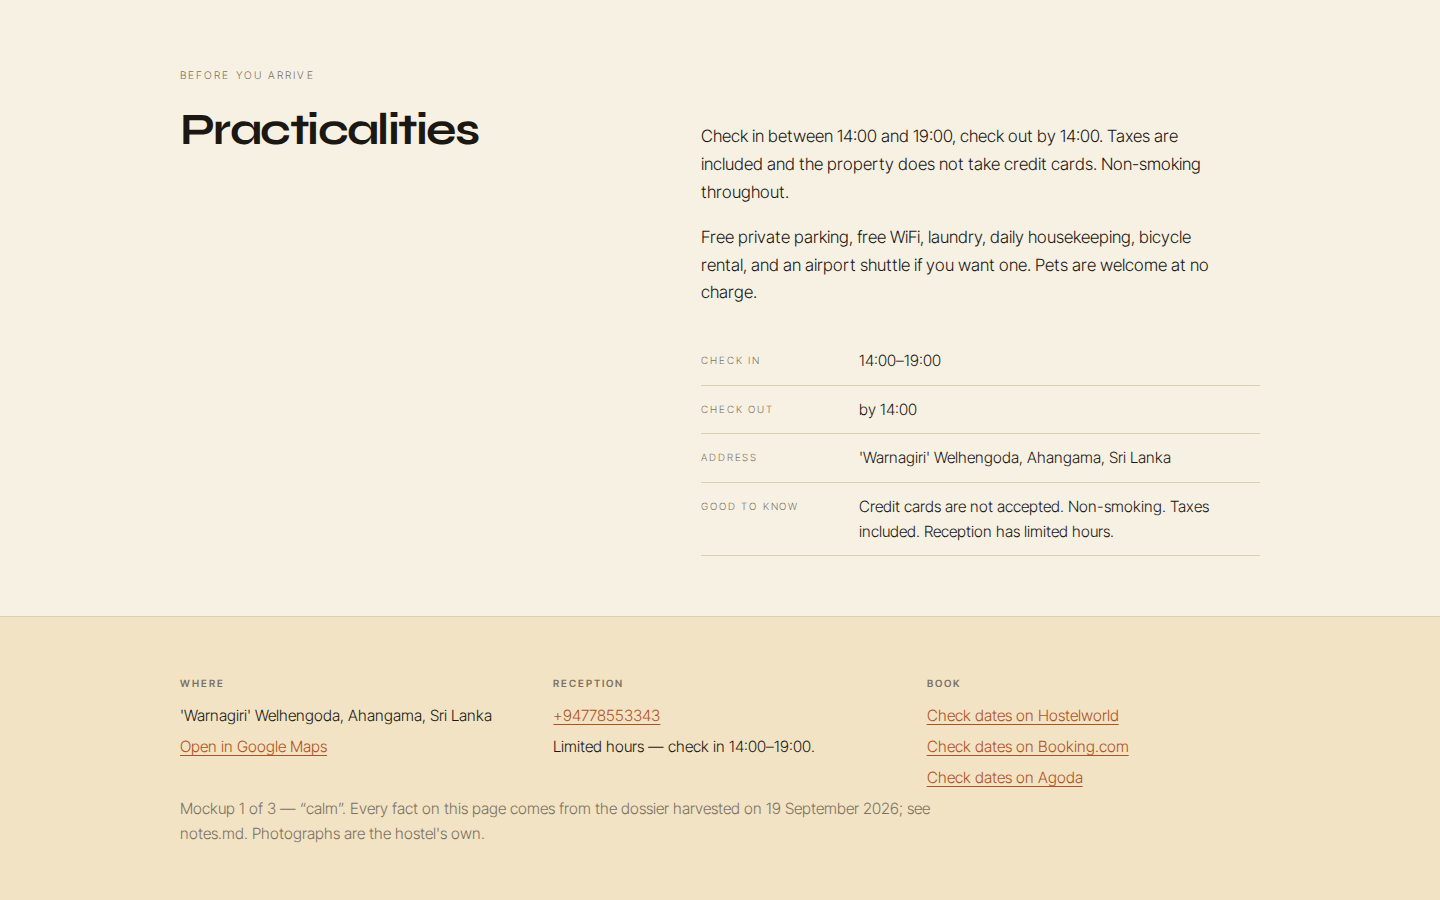 BEFORE YOU ARRIVE
Practicalities
Check in between 14:00 and 19:00, check out by 14:00. Taxes are
included and the property does not take credit cards. Non-smoking
throughout.
Free private parking, free WiFi, laundry, daily housekeeping, bicycle
rental, and an airport shuttle if you want one. Pets are welcome at no
charge.
CHECK IN 14:00–19:00
CHECK OUT by 14:00
ADDRESS 'Warnagiri' Welhengoda, Ahangama, Sri Lanka
GOOD TO KNOW Credit cards are not accepted. Non-smoking. Taxes
included. Reception has limited hours.
WHERE
'Warnagiri' Welhengoda, Ahangama, Sri Lanka
Open in Google Maps
RECEPTION
+94778553343
Limited hours — check in 14:00–19:00.
BOOK
Check dates on Hostelworld
Check dates on Booking.com
Check dates on Agoda
Mockup 1 of 3 — “calm”. Every fact on this page comes from the dossier harvested on 19 September 2026; see
notes.md. Photographs are the hostel's own.